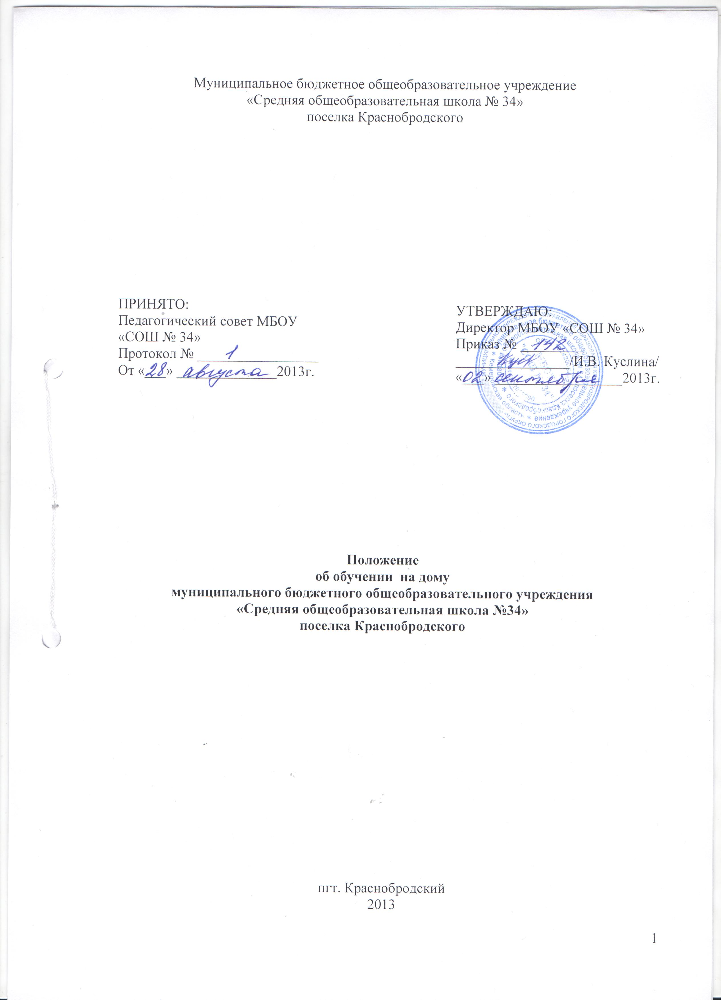 Муниципальное бюджетное общеобразовательное учреждение
«Средняя общеобразовательная школа № 34»
поселка Краснобродского
ПРИНЯТО:
Педагогический совет МБОУ
«СОШ № 34»
Протокол № 1
От «28» августа 2013г.
УТВЕРЖДАЮ:
Директор МБОУ «СОШ № 34»
Приказ № 142
/И.В. Куслина/
«02» сентября 2013г.
Положение
об обучении на дому
муниципального бюджетного общеобразовательного учреждения
«Средняя общеобразовательная школа №34»
поселка Краснобродского
пгт. Краснобродский
2013
1